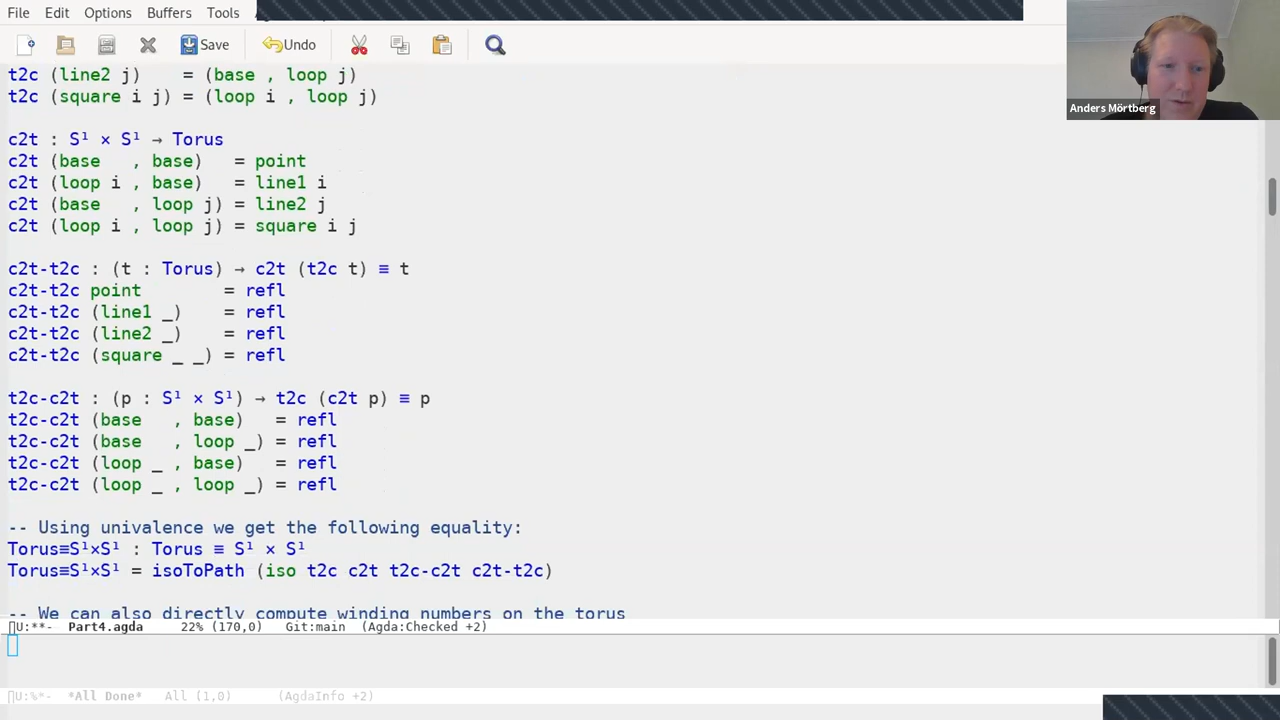 File Edit Options Buffers Tools
Save Undo
Anders Mörtberg
t2c (line2 j)    = (base , loop j)
t2c (square i j) = (loop i , loop j)
c2t : S¹ × S¹ → Torus
c2t (base   , base)   = point
c2t (loop i , base)   = line1 i
c2t (base   , loop j) = line2 j
c2t (loop i , loop j) = square i j
c2t-t2c : (t : Torus) → c2t (t2c t) ≡ t
c2t-t2c point        = refl
c2t-t2c (line1 _)    = refl
c2t-t2c (line2 _)    = refl
c2t-t2c (square _ _) = refl
t2c-c2t : (p : S¹ × S¹) → t2c (c2t p) ≡ p
t2c-c2t (base   , base)   = refl
t2c-c2t (base   , loop _) = refl
t2c-c2t (loop _ , base)   = refl
t2c-c2t (loop _ , loop _) = refl
-- Using univalence we get the following equality:
Torus≡S¹×S¹ : Torus ≡ S¹ × S¹
Torus≡S¹×S¹ = isoToPath (iso t2c c2t t2c-c2t c2t-t2c)
-- We can also directly compute winding numbers on the torus
U:**-  Part4.agda    22% (170,0)   Git:main  (Agda:Checked +2)
U:%*-  *All Done*   All (1,0)     (AgdaInfo +2)